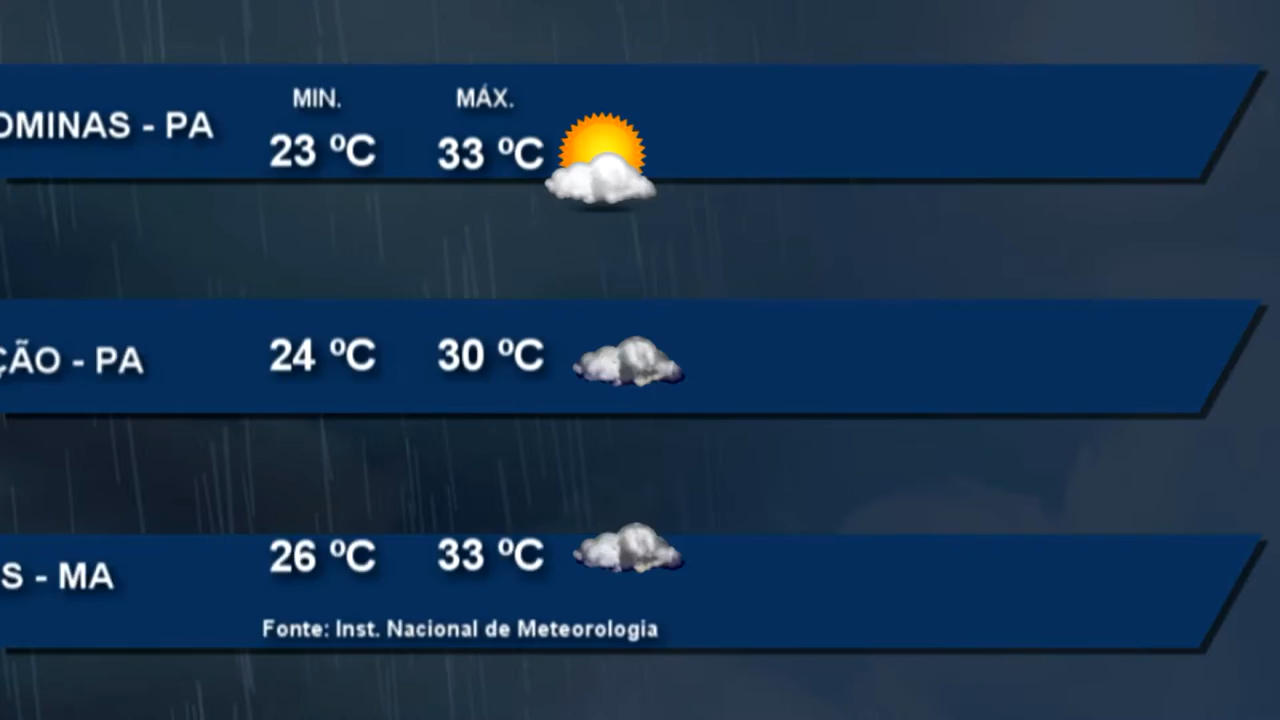 MIN. MÁX.
OMINAS - PA 23 ºC 33 ºC
ÇÃO - PA 24 ºC 30 ºC
S - MA 26 ºC 33 ºC
Fonte: Inst. Nacional de Meteorologia